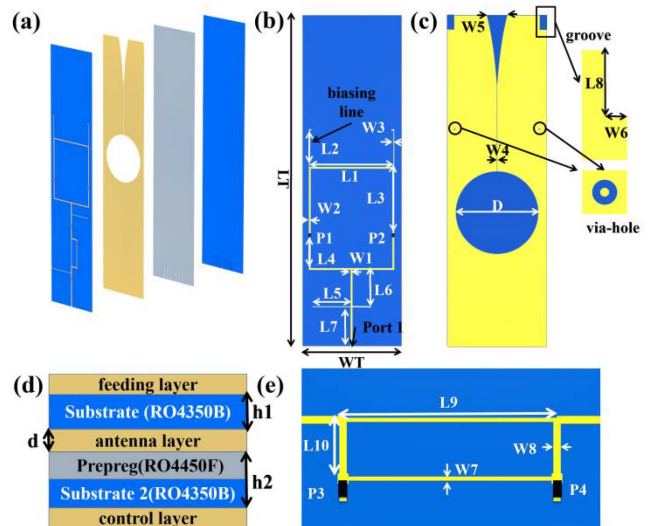 (a)
(b)
LT
biasing
line
W3
L2
L1
L3
W2
P1
P2
L4
W1
L5
L6
L7
Port 1
WT
(c)
W5
groove
L8
W6
W4
D
via-hole
(d)
feeding layer
Substrate (RO4350B)
h1
d
antenna layer
Prepreg(RO4450F)
h2
Substrate 2(RO4350B)
control layer
(e)
L9
L10
W8
W7
P3
P4